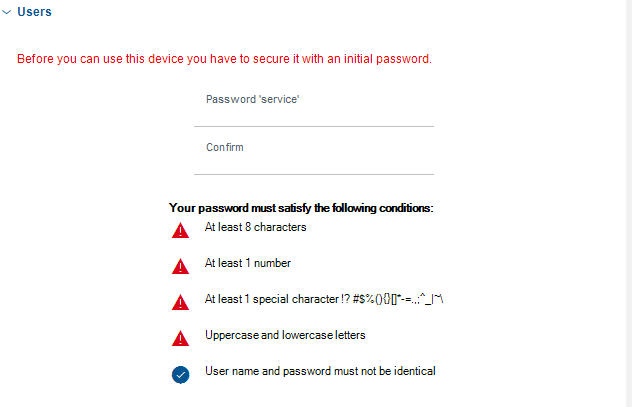 Users
Before you can use this device you have to secure it with an initial password.
Password 'service'
Confirm
Your password must satisfy the following conditions:
At least 8 characters
At least 1 number
At least 1 special character !? #$%(){}[]*-=.,;^_|~\
Uppercase and lowercase letters
User name and password must not be identical